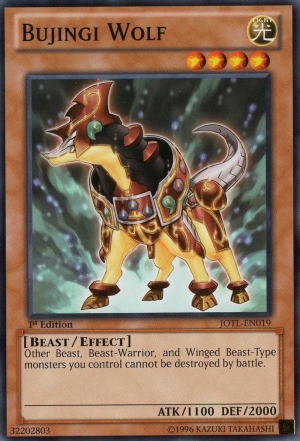 Bujingi Wolf
LIGHT
光
1st Edition
JOTL-EN019
[Beast / Effect]
Other Beast, Beast-Warrior, and Winged Beast-Type
monsters you control cannot be destroyed by battle.
ATK/1100 DEF/2000
32202803
©1996 KAZUKI TAKAHASHI